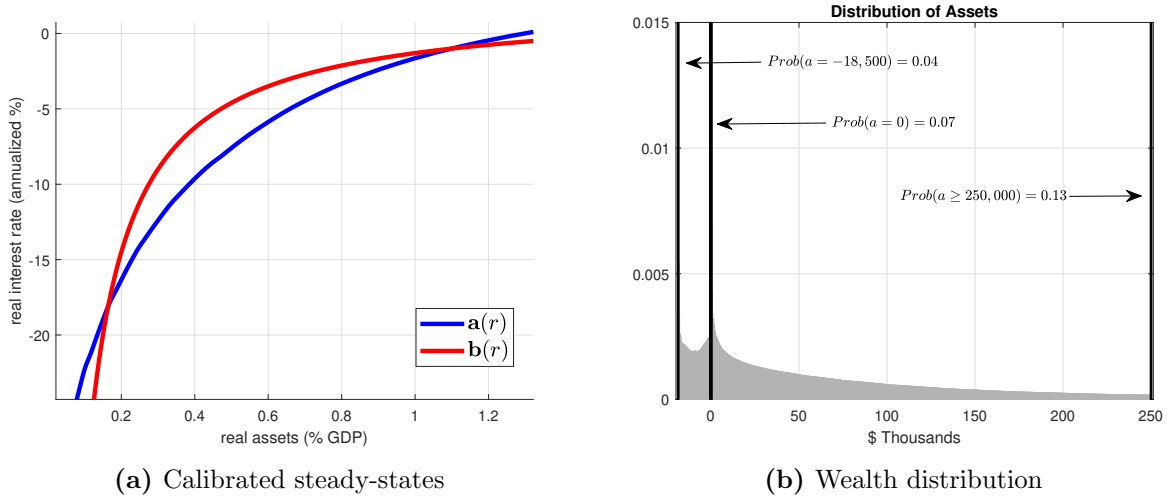 0
-5
-10
-15
-20
real interest rate (annualized %)
0.2
0.4
0.6
0.8
1
1.2
real assets (% GDP)
a(r)
b(r)
(a) Calibrated steady-states
Distribution of Assets
0.015
0.01
0.005
0
Prob(a = −18, 500) = 0.04
Prob(a = 0) = 0.07
Prob(a ≥ 250, 000) = 0.13
0
50
100
150
200
250
$ Thousands
(b) Wealth distribution